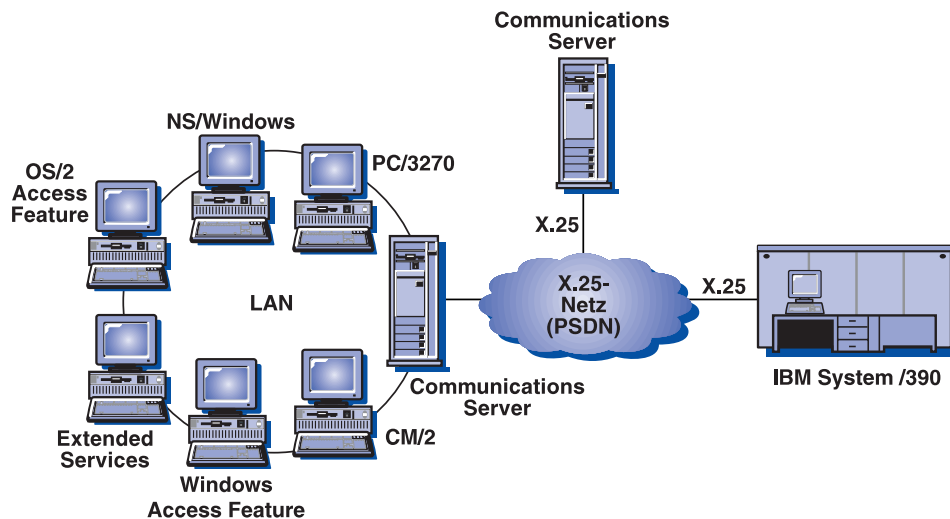 Communications
Server
NS/Windows
PC/3270
OS/2
Access
Feature
X.25
LAN
X.25-
Netz
(PSDN)
X.25
IBM System /390
Communications
Server
CM/2
Extended
Services
Windows
Access Feature